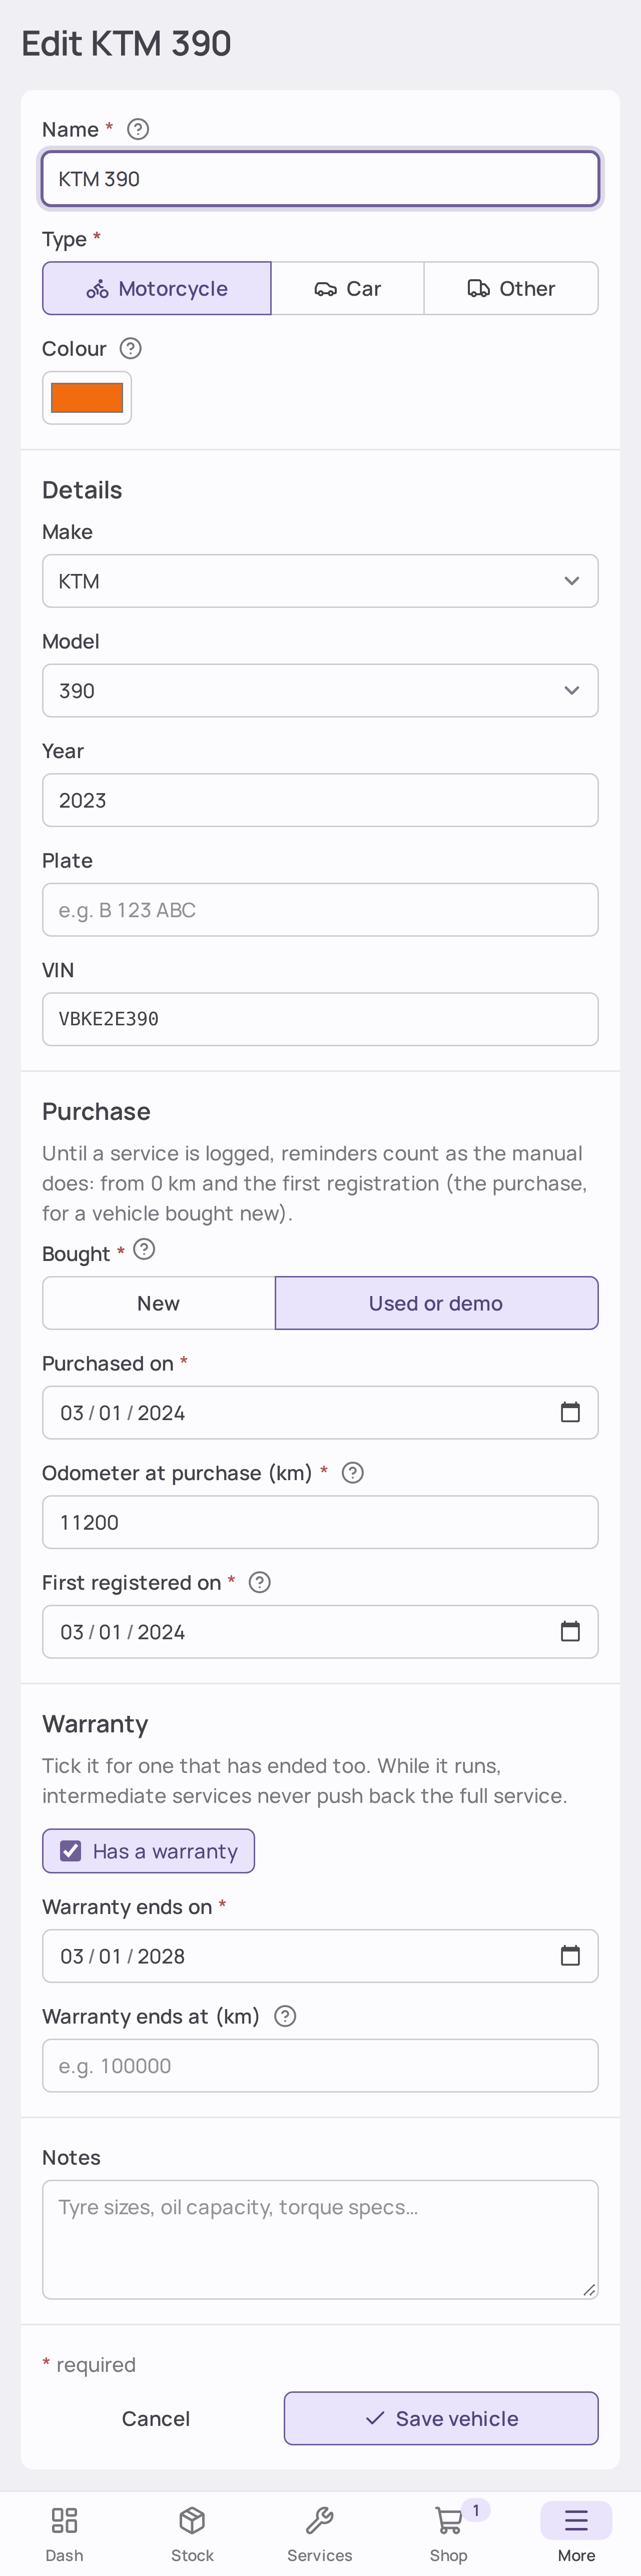 Edit KTM 390
Name *
KTM 390
Type *
Motorcycle
Car
Other
Colour
Details
Make
KTM
Model
390
Year
2023
Plate
e.g. B 123 ABC
VIN
VBKE2E390
Purchase
Until a service is logged, reminders count as the manual
does: from 0 km and the first registration (the purchase,
for a vehicle bought new).
Bought *
New
Used or demo
Purchased on *
03 / 01 / 2024
Odometer at purchase (km) *
11200
First registered on *
03 / 01 / 2024
Warranty
Tick it for one that has ended too. While it runs,
intermediate services never push back the full service.
Has a warranty
Warranty ends on *
03 / 01 / 2028
Warranty ends at (km)
e.g. 100000
Notes
Tyre sizes, oil capacity, torque specs...
* required
Cancel
Save vehicle
1
Dash
Stock
Services
Shop
More